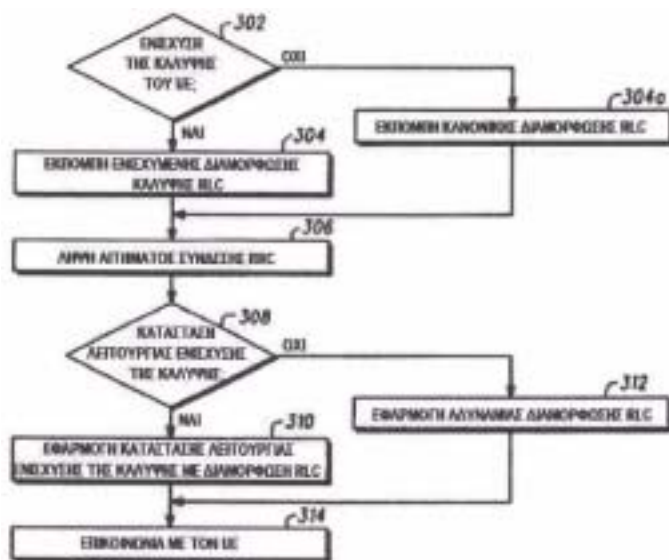 302
ΕΝΙΣΧΥΣΗ
ΤΗΣ ΚΑΛΥΨΗΣ
ΤΟΥ UE;
ΟΧΙ
ΝΑΙ
304
ΕΚΠΟΜΠΗ ΕΝΙΣΧΥΜΕΝΗΣ ΔΙΑΜΟΡΦΩΣΗΣ
ΚΑΛΥΨΗΣ RLC
304a
ΕΚΠΟΜΠΗ ΚΑΝΟΝΙΚΗΣ ΔΙΑΜΟΡΦΩΣΗΣ RLC
306
ΛΗΨΗ ΑΙΤΗΜΑΤΟΣ ΣΥΝΔΕΣΗΣ RRC
308
ΚΑΤΑΣΤΑΣΗ
ΛΕΙΤΟΥΡΓΙΑΣ ΕΝΙΣΧΥΣΗΣ
ΤΗΣ ΚΑΛΥΨΗΣ
ΟΧΙ
ΝΑΙ
310
ΕΦΑΡΜΟΓΗ ΚΑΤΑΣΤΑΣΗΣ ΛΕΙΤΟΥΡΓΙΑΣ
ΕΝΙΣΧΥΣΗΣ ΤΗΣ ΚΑΛΥΨΗΣ ΜΕ ΔΙΑΜΟΡΦΩΣΗ RLC
312
ΕΦΑΡΜΟΓΗ ΑΔΥΝΑΜΙΑΣ ΔΙΑΜΟΡΦΩΣΗΣ RLC
314
ΕΠΙΚΟΙΝΩΝΙΑ ΜΕ ΤΟΝ UE